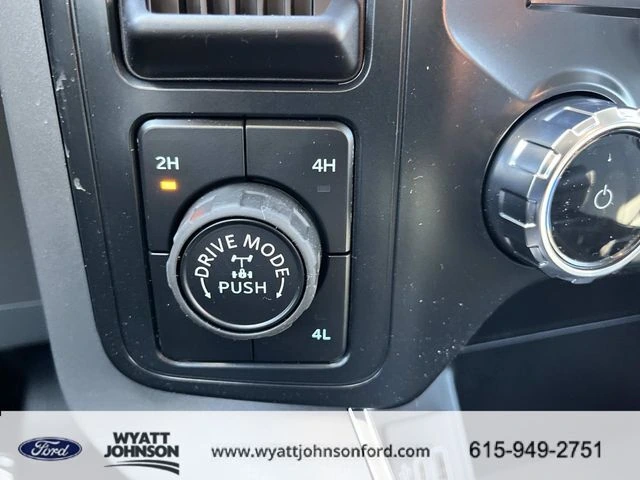 2H
4H
DRIVE MODE
PUSH
4L
Ford
WYATT
JOHNSON
www.wyattjohnsonford.com
615-949-2751